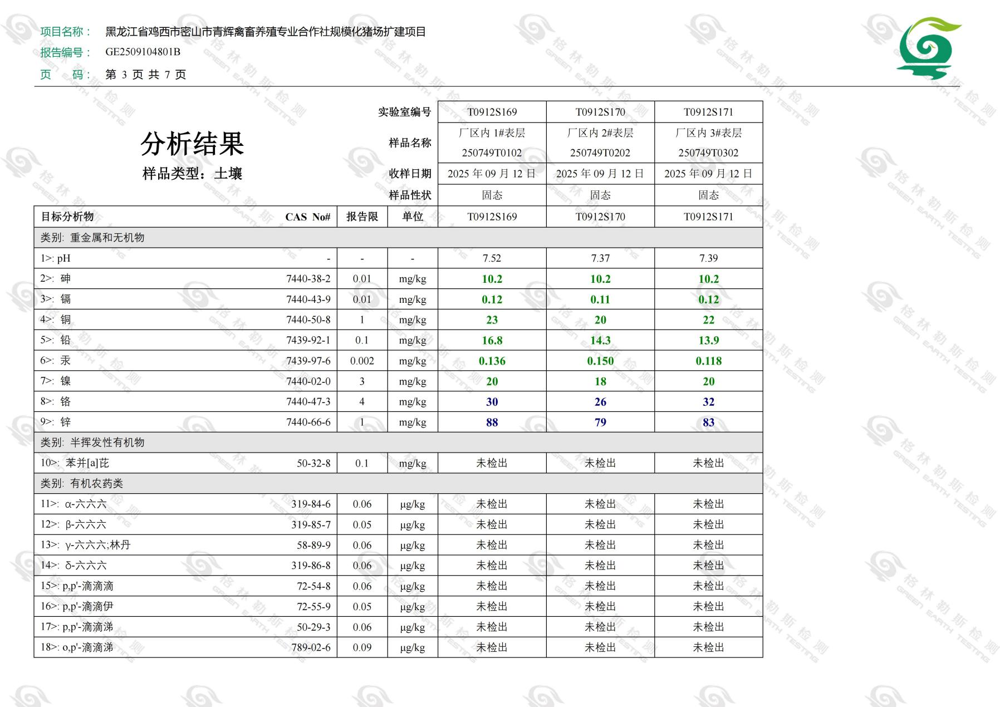 项目名称： 黑龙江省鸡西市密山市青辉禽畜养殖专业合作社规模化猪场扩建项目
报告编号： GE2509104801B
页 码： 第 3 页 共 7 页
分析结果
样品类型：土壤
实验室编号 T0912S169 T0912S170 T0912S171
样品名称 厂区内 1#表层 250749T0102 厂区内 2#表层 250749T0202 厂区内 3#表层 250749T0302
收样日期 2025 年 09 月 12 日 2025 年 09 月 12 日 2025 年 09 月 12 日
样品性状 固态 固态 固态
目标分析物 CAS No# 报告限 单位 T0912S169 T0912S170 T0912S171
类别: 重金属和无机物
1>: pH - - - 7.52 7.37 7.39
2>: 砷 7440-38-2 0.01 mg/kg 10.2 10.2 10.2
3>: 镉 7440-43-9 0.01 mg/kg 0.12 0.11 0.12
4>: 铜 7440-50-8 1 mg/kg 23 20 22
5>: 铅 7439-92-1 0.1 mg/kg 16.8 14.3 13.9
6>: 汞 7439-97-6 0.002 mg/kg 0.136 0.150 0.118
7>: 镍 7440-02-0 3 mg/kg 20 18 20
8>: 铬 7440-47-3 4 mg/kg 30 26 32
9>: 锌 7440-66-6 1 mg/kg 88 79 83
类别: 半挥发性有机物
10>: 苯并[a]芘 50-32-8 0.1 mg/kg 未检出 未检出 未检出
类别: 有机农药类
11>: α-六六六 319-84-6 0.06 μg/kg 未检出 未检出 未检出
12>: β-六六六 319-85-7 0.05 μg/kg 未检出 未检出 未检出
13>: γ-六六六;林丹 58-89-9 0.06 μg/kg 未检出 未检出 未检出
14>: δ-六六六 319-86-8 0.06 μg/kg 未检出 未检出 未检出
15>: p,p'-滴滴滴 72-54-8 0.06 μg/kg 未检出 未检出 未检出
16>: p,p'-滴滴伊 72-55-9 0.05 μg/kg 未检出 未检出 未检出
17>: p,p'-滴滴涕 50-29-3 0.06 μg/kg 未检出 未检出 未检出
18>: o,p'-滴滴涕 789-02-6 0.09 μg/kg 未检出 未检出 未检出
格林勒斯检测
GREEN EARTH TESTING